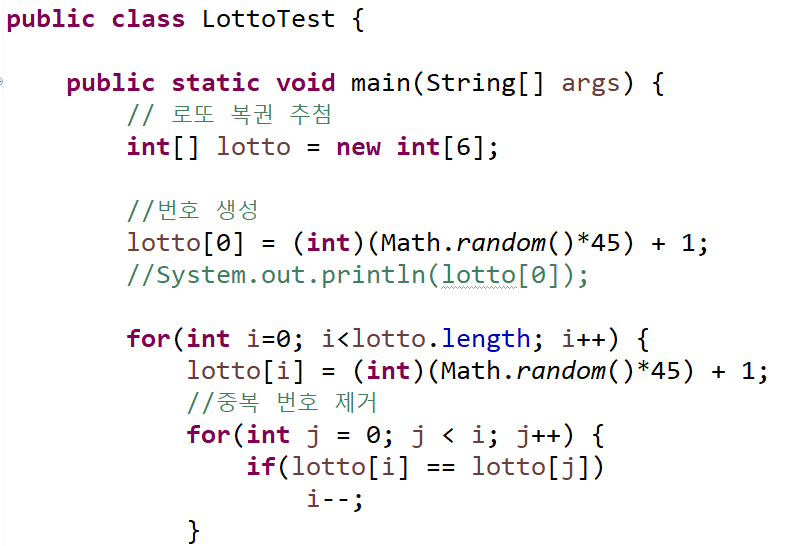 public class LottoTest {
public static void main(String[] args) {
// 로또 복권 추첨
int[] lotto = new int[6];
//번호 생성
lotto[0] = (int)(Math.random()*45) + 1;
//System.out.println(lotto[0]);
for(int i=0; i<lotto.length; i++) {
lotto[i] = (int)(Math.random()*45) + 1;
//중복 번호 제거
for(int j = 0; j < i; j++) {
if(lotto[i] == lotto[j])
i--;
}